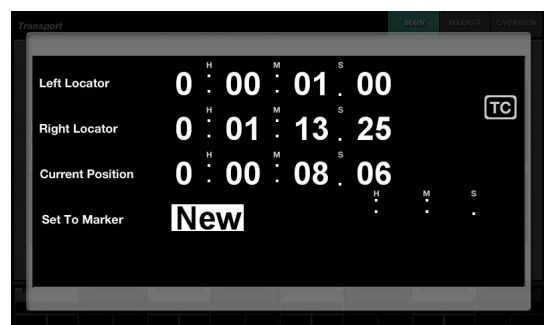 Transport MAIN MARKER OVERVIEW
H M S
Left Locator 0 : 00 : 01 . 00
TC
H M S
Right Locator 0 : 01 : 13 . 25
H M S
Current Position 0 : 00 : 08 . 06
H M S
Set To Marker New : : .